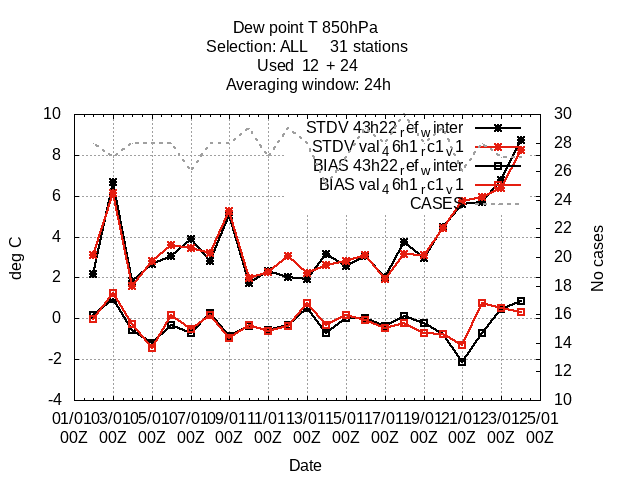 Dew point T 850hPa
Selection: ALL 31 stations
Used 12 + 24
Averaging window: 24h
10
8
6
4
2
0
-2
-4
deg C
30
28
26
24
22
20
18
16
14
12
10
No cases
STDV 43h22_ref_winter
STDV val_46h1_rc1_v1
BIAS 43h22_ref_winter
BIAS val_46h1_rc1_v1
CASES
01/01 03/01 05/01 07/01 09/01 11/01 13/01 15/01 17/01 19/01 21/01 23/01 25/01
00Z 00Z 00Z 00Z 00Z 00Z 00Z 00Z 00Z 00Z 00Z 00Z 00Z
Date